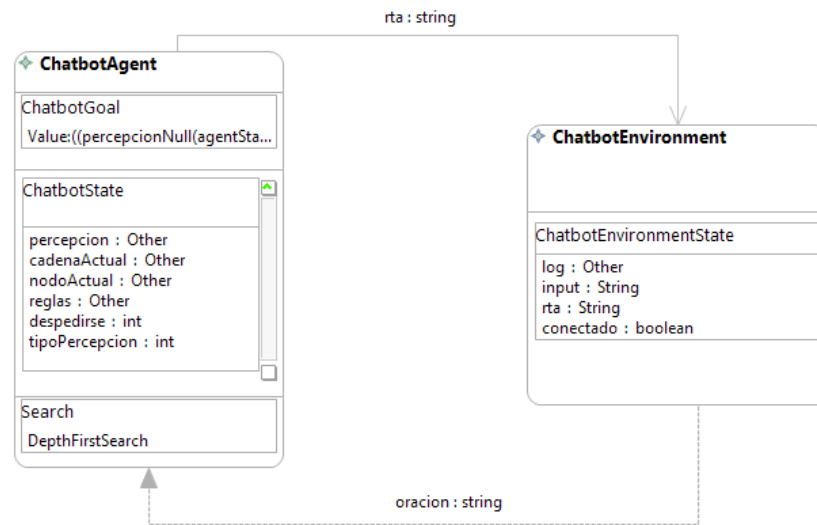 rta : string
ChatbotAgent
ChatbotGoal
Value:((percepcionNull(agentSta...
ChatbotState
percepcion : Other
cadenaActual : Other
nodoActual : Other
reglas : Other
despedirse : int
tipoPercepcion : int
Search
DepthFirstSearch
ChatbotEnvironment
ChatbotEnvironmentState
log : Other
input : String
rta : String
conectado : boolean
oracion : string